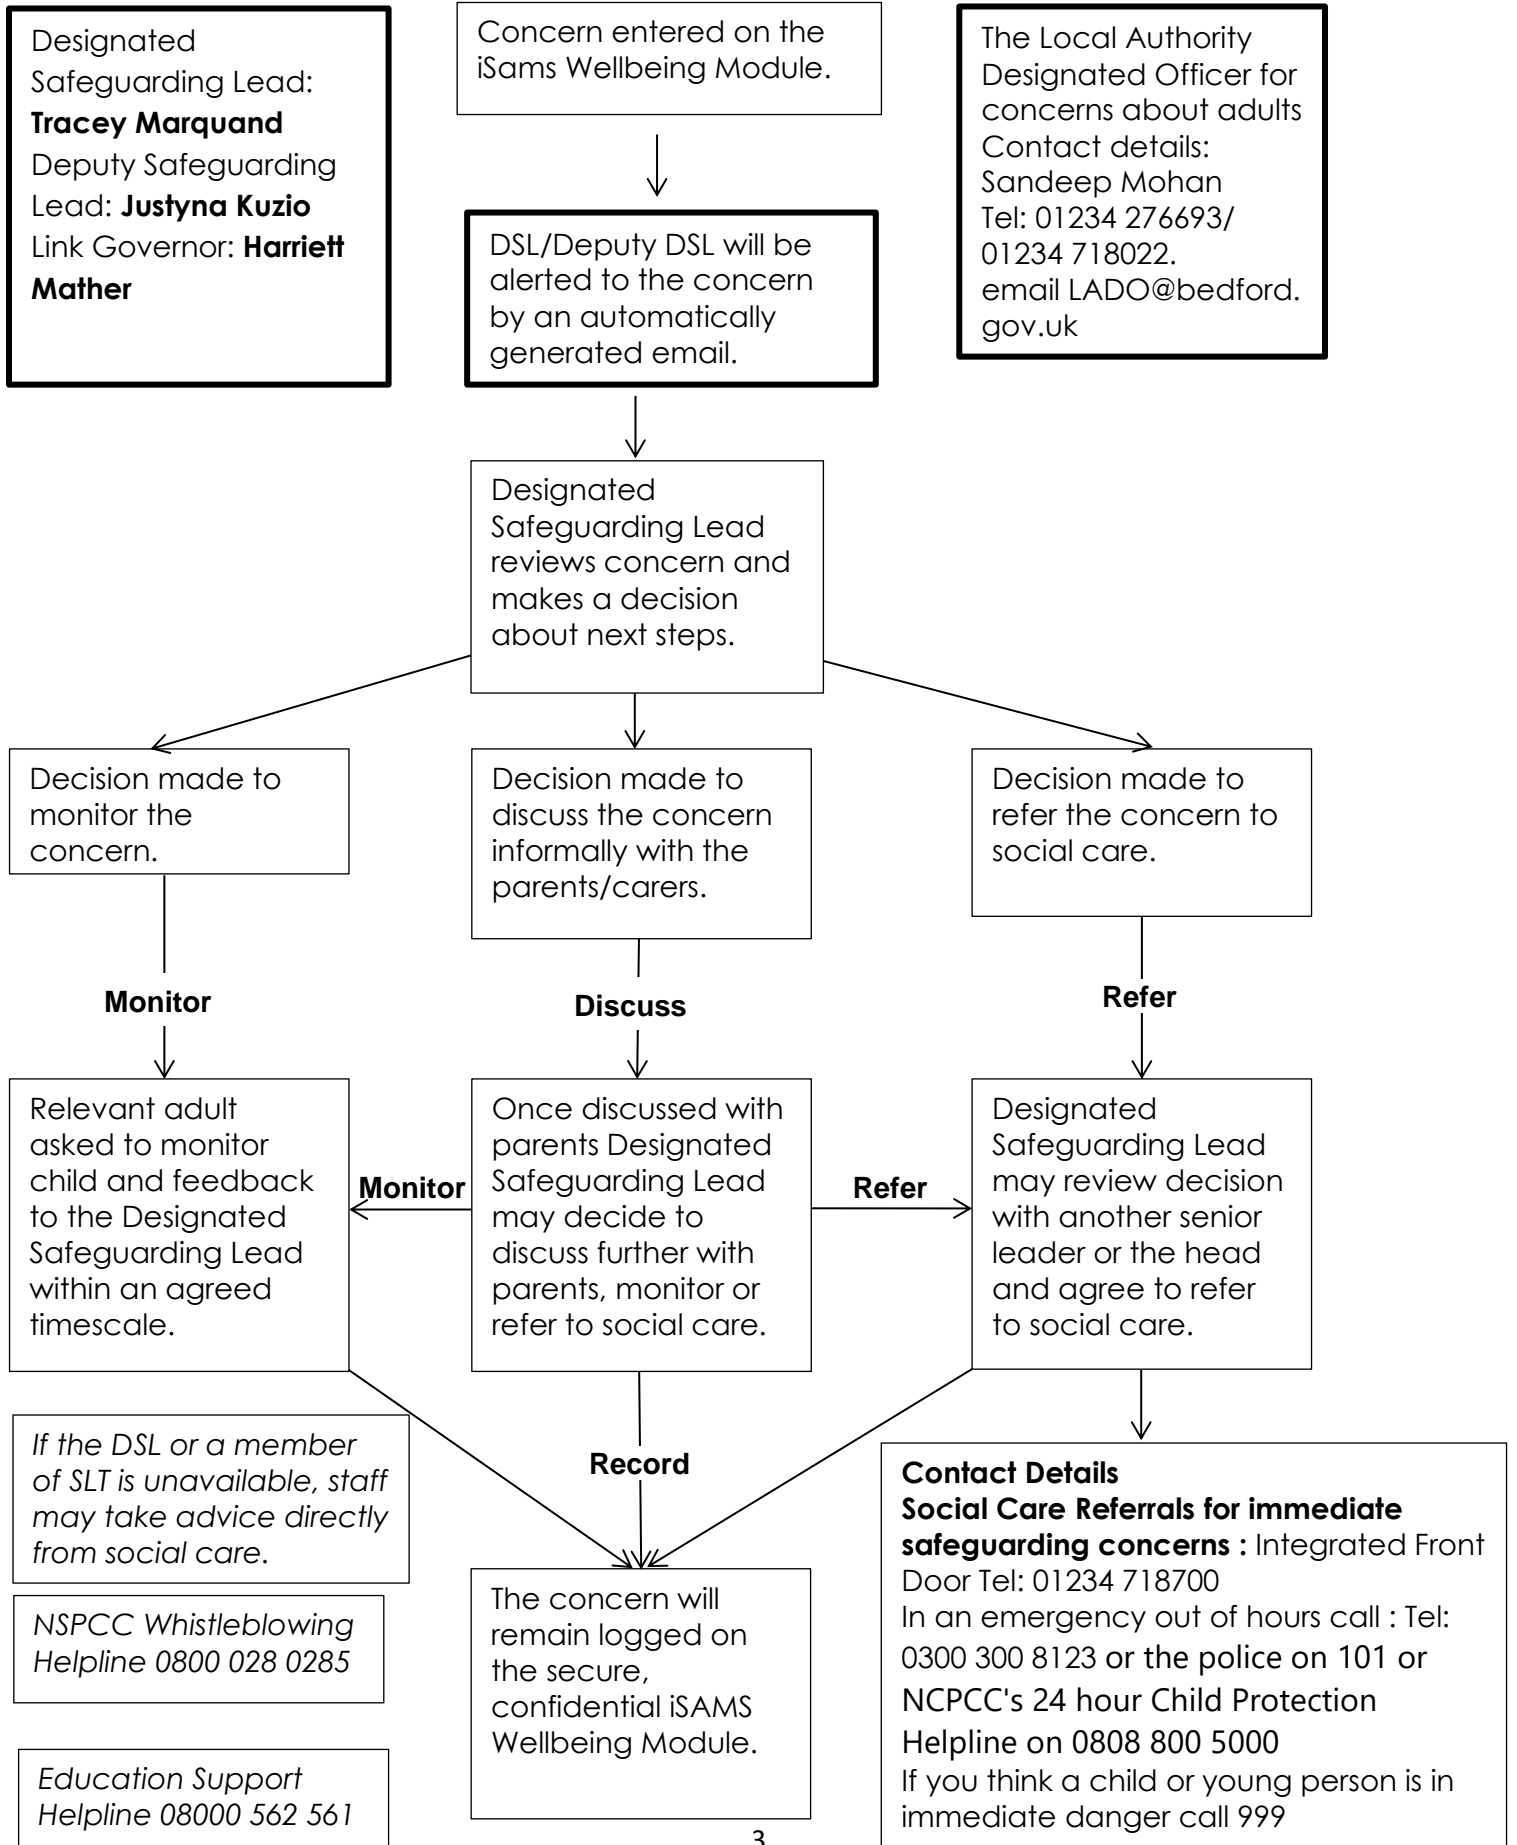 Designated
Safeguarding Lead:
Tracey Marquand
Deputy Safeguarding
Lead: Justyna Kuzio
Link Governor: Harriett
Mather
Concern entered on the
iSams Wellbeing Module.
The Local Authority
Designated Officer for
concerns about adults
Contact details:
Sandeep Mohan
Tel: 01234 276693/
01234 718022.
email LADO@bedford.
gov.uk
DSL/Deputy DSL will be
alerted to the concern
by an automatically
generated email.
Designated
Safeguarding Lead
reviews concern and
makes a decision
about next steps.
Decision made to
monitor the
concern.
Decision made to
discuss the concern
informally with the
parents/carers.
Decision made to
refer the concern to
social care.
Monitor
Discuss
Refer
Relevant adult
asked to monitor
child and feedback
to the Designated
Safeguarding Lead
within an agreed
timescale.
Monitor
Once discussed with
parents Designated
Safeguarding Lead
may decide to
discuss further with
parents, monitor or
refer to social care.
Refer
Designated
Safeguarding Lead
may review decision
with another senior
leader or the head
and agree to refer
to social care.
If the DSL or a member
of SLT is unavailable, staff
may take advice directly
from social care.
Record
Contact Details
Social Care Referrals for immediate
safeguarding concerns : Integrated Front
Door Tel: 01234 718700
In an emergency out of hours call : Tel:
0300 300 8123 or the police on 101 or
NCPCC's 24 hour Child Protection
Helpline on 0808 800 5000
If you think a child or young person is in
immediate danger call 999
NSPCC Whistleblowing
Helpline 0800 028 0285
The concern will
remain logged on
the secure,
confidential iSAMS
Wellbeing Module.
Education Support
Helpline 08000 562 561
3